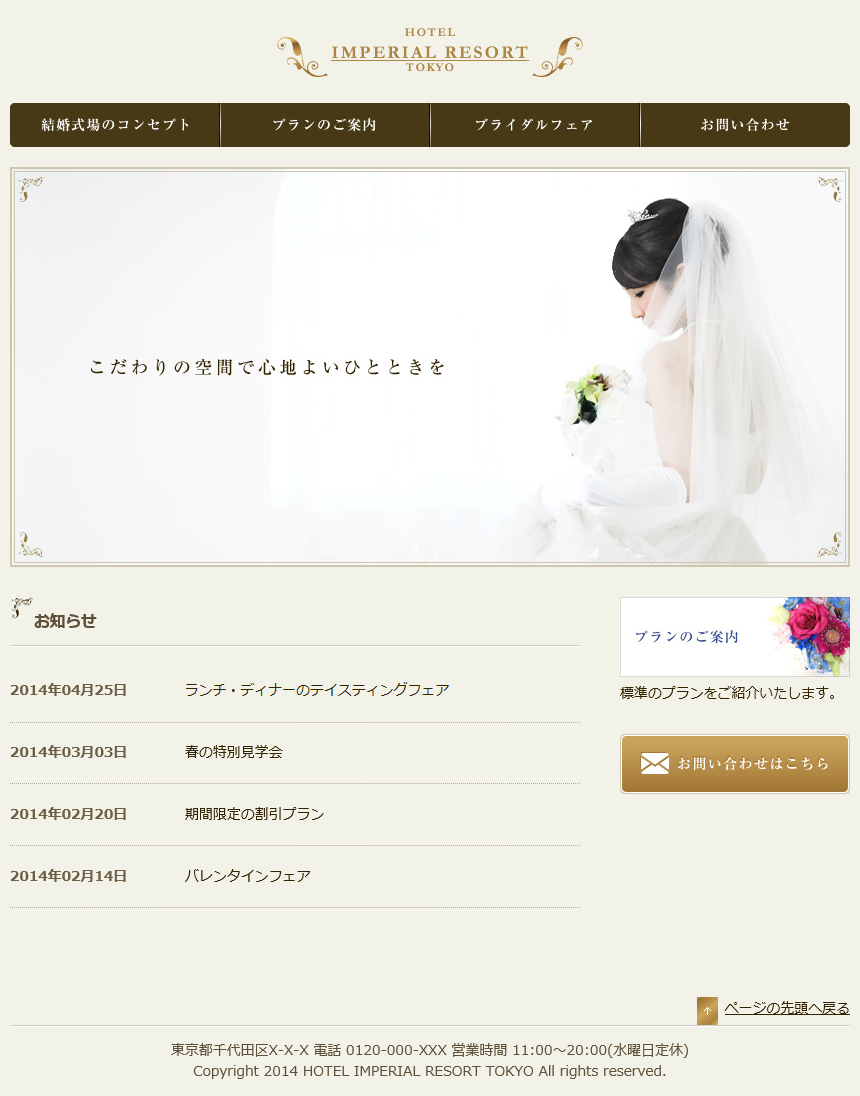 HOTEL
IMPERIAL RESORT
TOKYO
結婚式場のコンセプト
プランのご案内
ブライダルフェア
お問い合わせ
こだわりの空間で心地よいひとときを
お知らせ
2014年04月25日 ランチ・ディナーのテイスティングフェア
2014年03月03日 春の特別見学会
2014年02月20日 期間限定の割引プラン
2014年02月14日 バレンタインフェア
プランのご案内
標準のプランをご紹介いたします。
お問い合わせはこちら
ページの先頭へ戻る
東京都千代田区X-X-X 電話 0120-000-XXX 営業時間 11:00〜20:00(水曜日定休)
Copyright 2014 HOTEL IMPERIAL RESORT TOKYO All rights reserved.